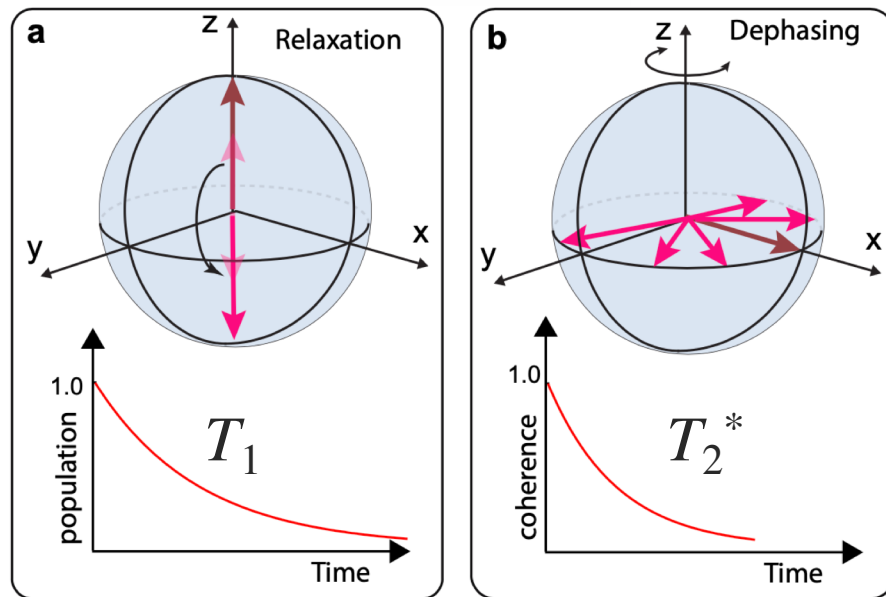 a
z
Relaxation
y
x
1.0
population
T₁
Time
b
z
Dephasing
y
x
1.0
coherence
T₂*
Time